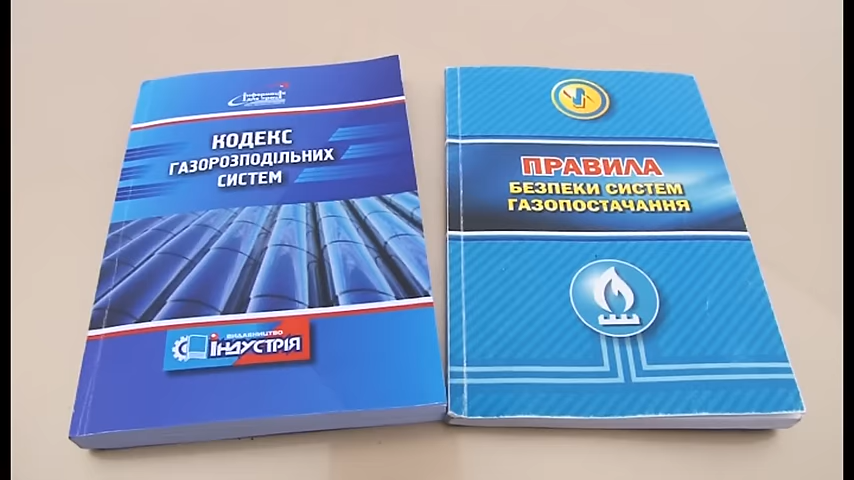 КОДЕКС
ГАЗОРОЗПОДІЛЬНИХ
СИСТЕМ
ВИДАВНИЦТВО
ІНДУСТРІЯ
ПРАВИЛА
БЕЗПЕКИ СИСТЕМ
ГАЗОПОСТАЧАННЯ